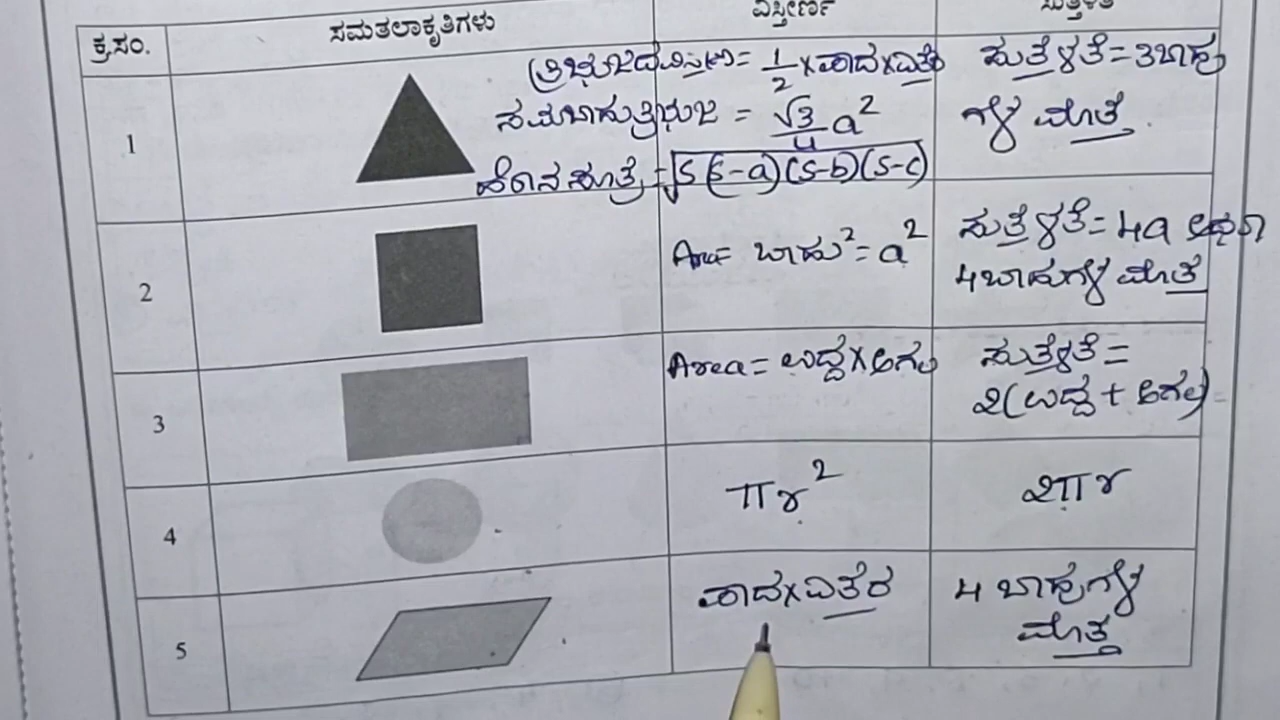 ಕ್ರ.ಸಂ. ಸಮತಲಾಕೃತಿಗಳು ವಿಸ್ತೀರ್ಣ ಸುತ್ತಳತೆ
1 ತ್ರಿಭುಜದ ವಿಸ್ತೀರ್ಣ = 1/2 × ಪಾದ × ಎತ್ತರ ಸುತ್ತಳತೆ = 3 ಬಾಹು
ಸಮಬಾಹು ತ್ರಿಭುಜ = √3/4 a² ಗಳ ಮೊತ್ತ
ಹೆರಾನ ಸೂತ್ರ = √S(S-a)(S-b)(S-c)
2 Area = ಬಾಹು² = a² ಸುತ್ತಳತೆ = 4a ಅಥವಾ
4 ಬಾಹುಗಳ ಮೊತ್ತ
3 Area = ಉದ್ದ × ಅಗಲ ಸುತ್ತಳತೆ =
2(ಉದ್ದ + ಅಗಲ)
4 πr² 2πr
5 ಪಾದ × ಎತ್ತರ 4 ಬಾಹುಗಳ
ಮೊತ್ತ